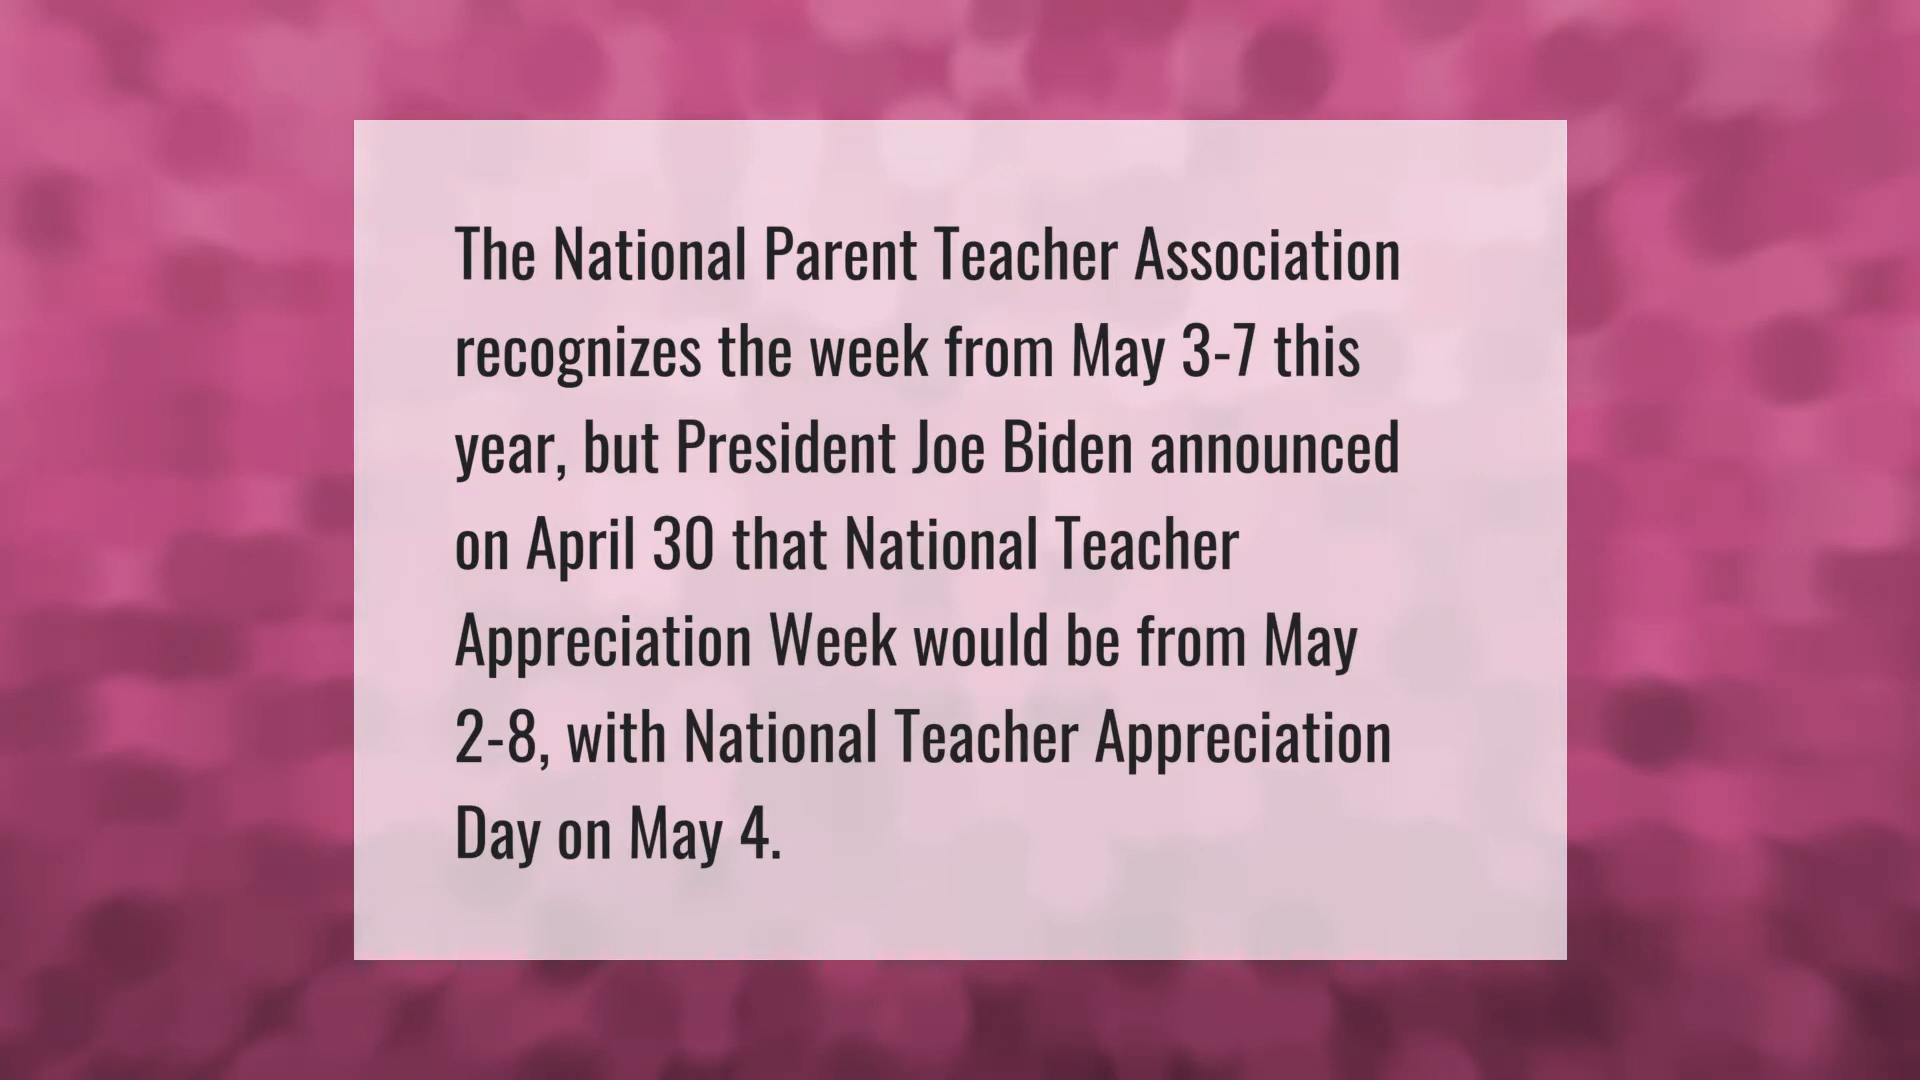 The National Parent Teacher Association
recognizes the week from May 3-7 this
year, but President Joe Biden announced
on April 30 that National Teacher
Appreciation Week would be from May
2-8, with National Teacher Appreciation
Day on May 4.